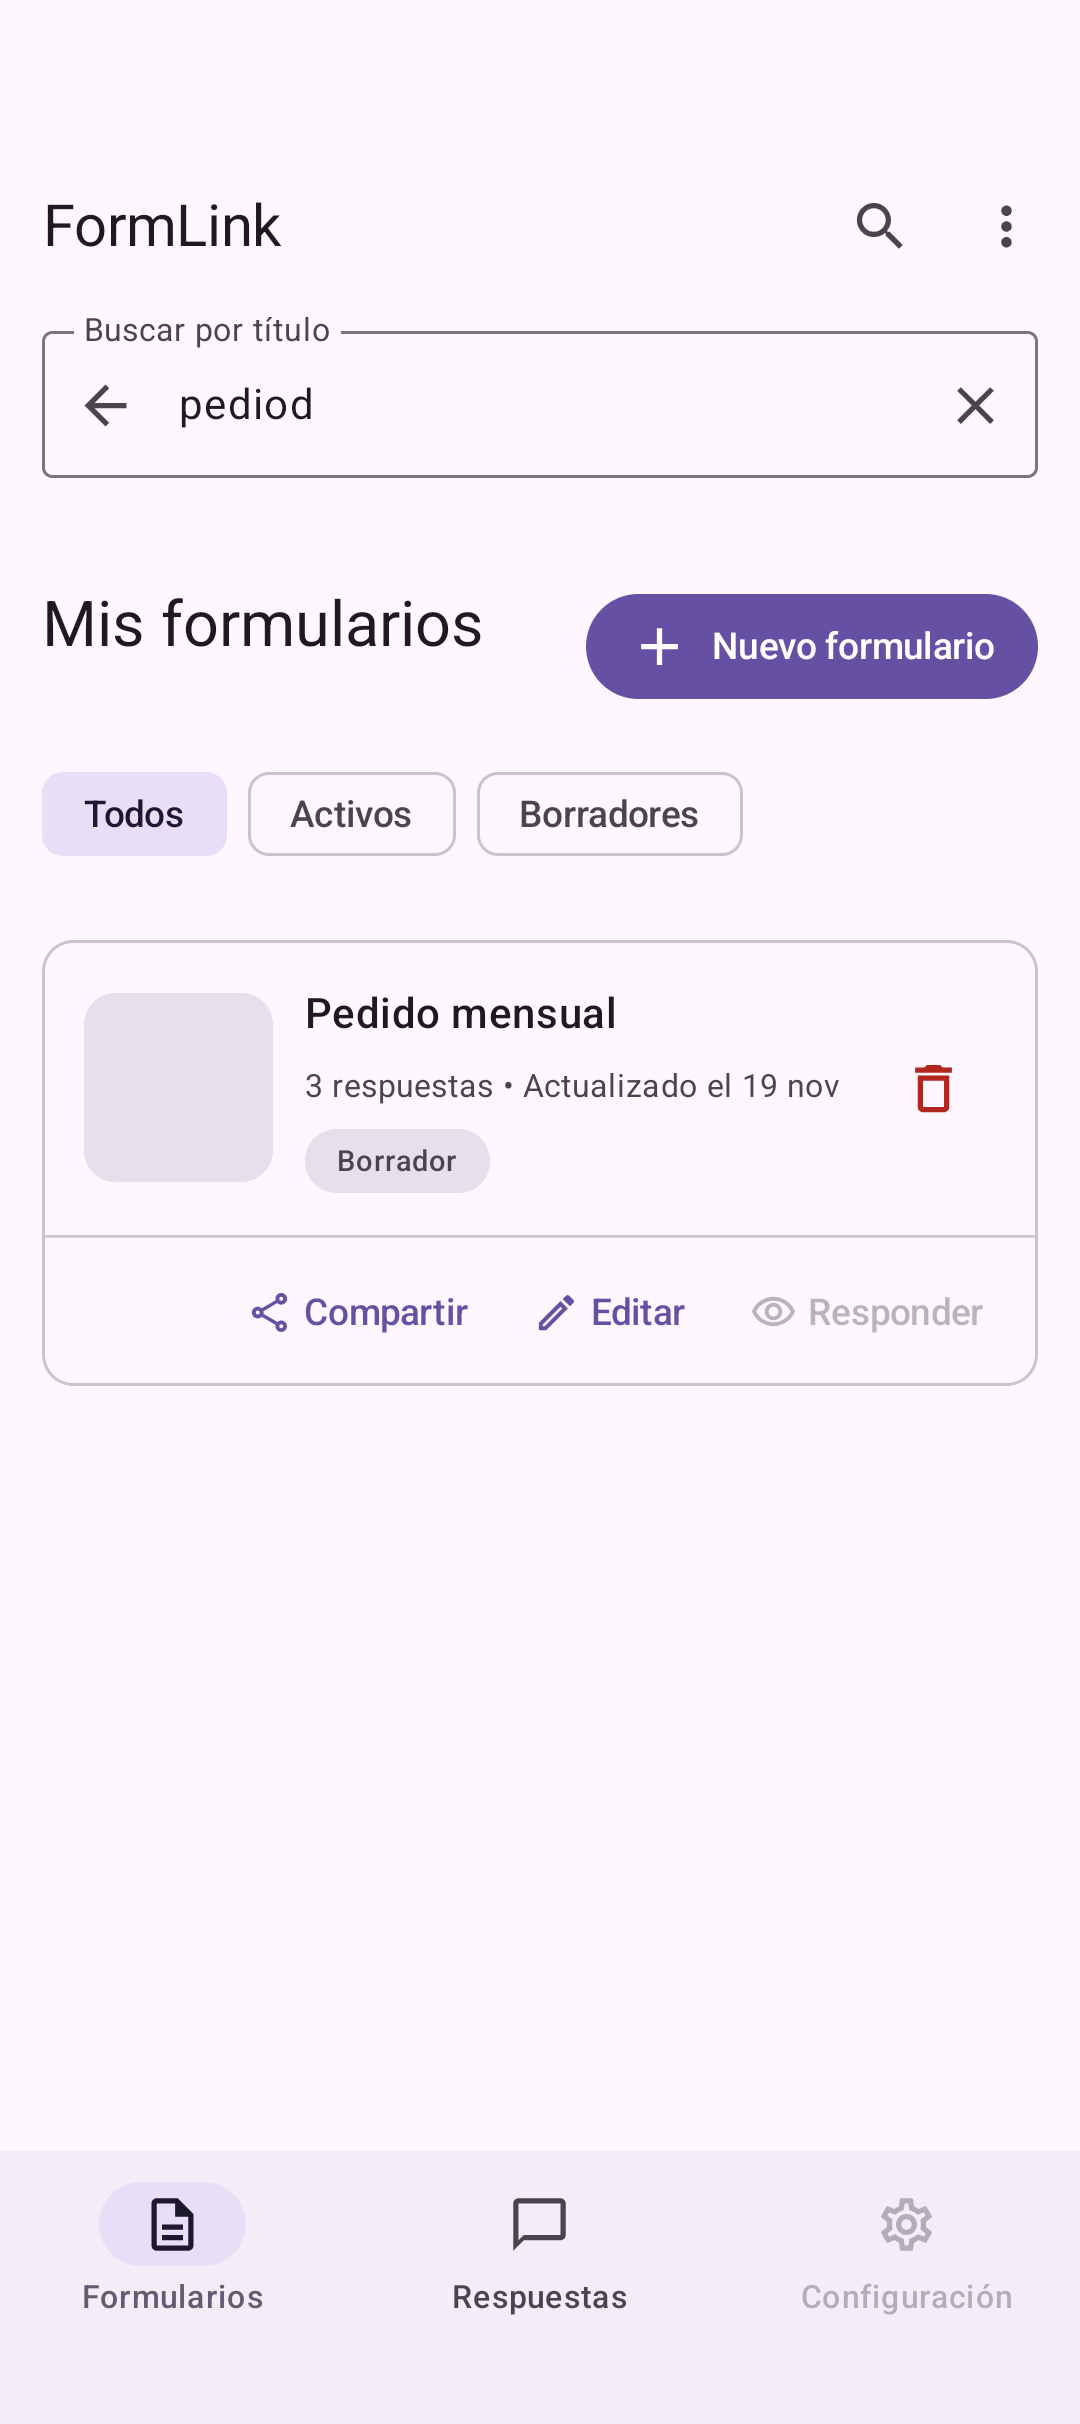 FormLink
Buscar por título
pediod
Mis formularios
Nuevo formulario
Todos
Activos
Borradores
Pedido mensual
3 respuestas • Actualizado el 19 nov
Borrador
Compartir
Editar
Responder
Formularios
Respuestas
Configuración